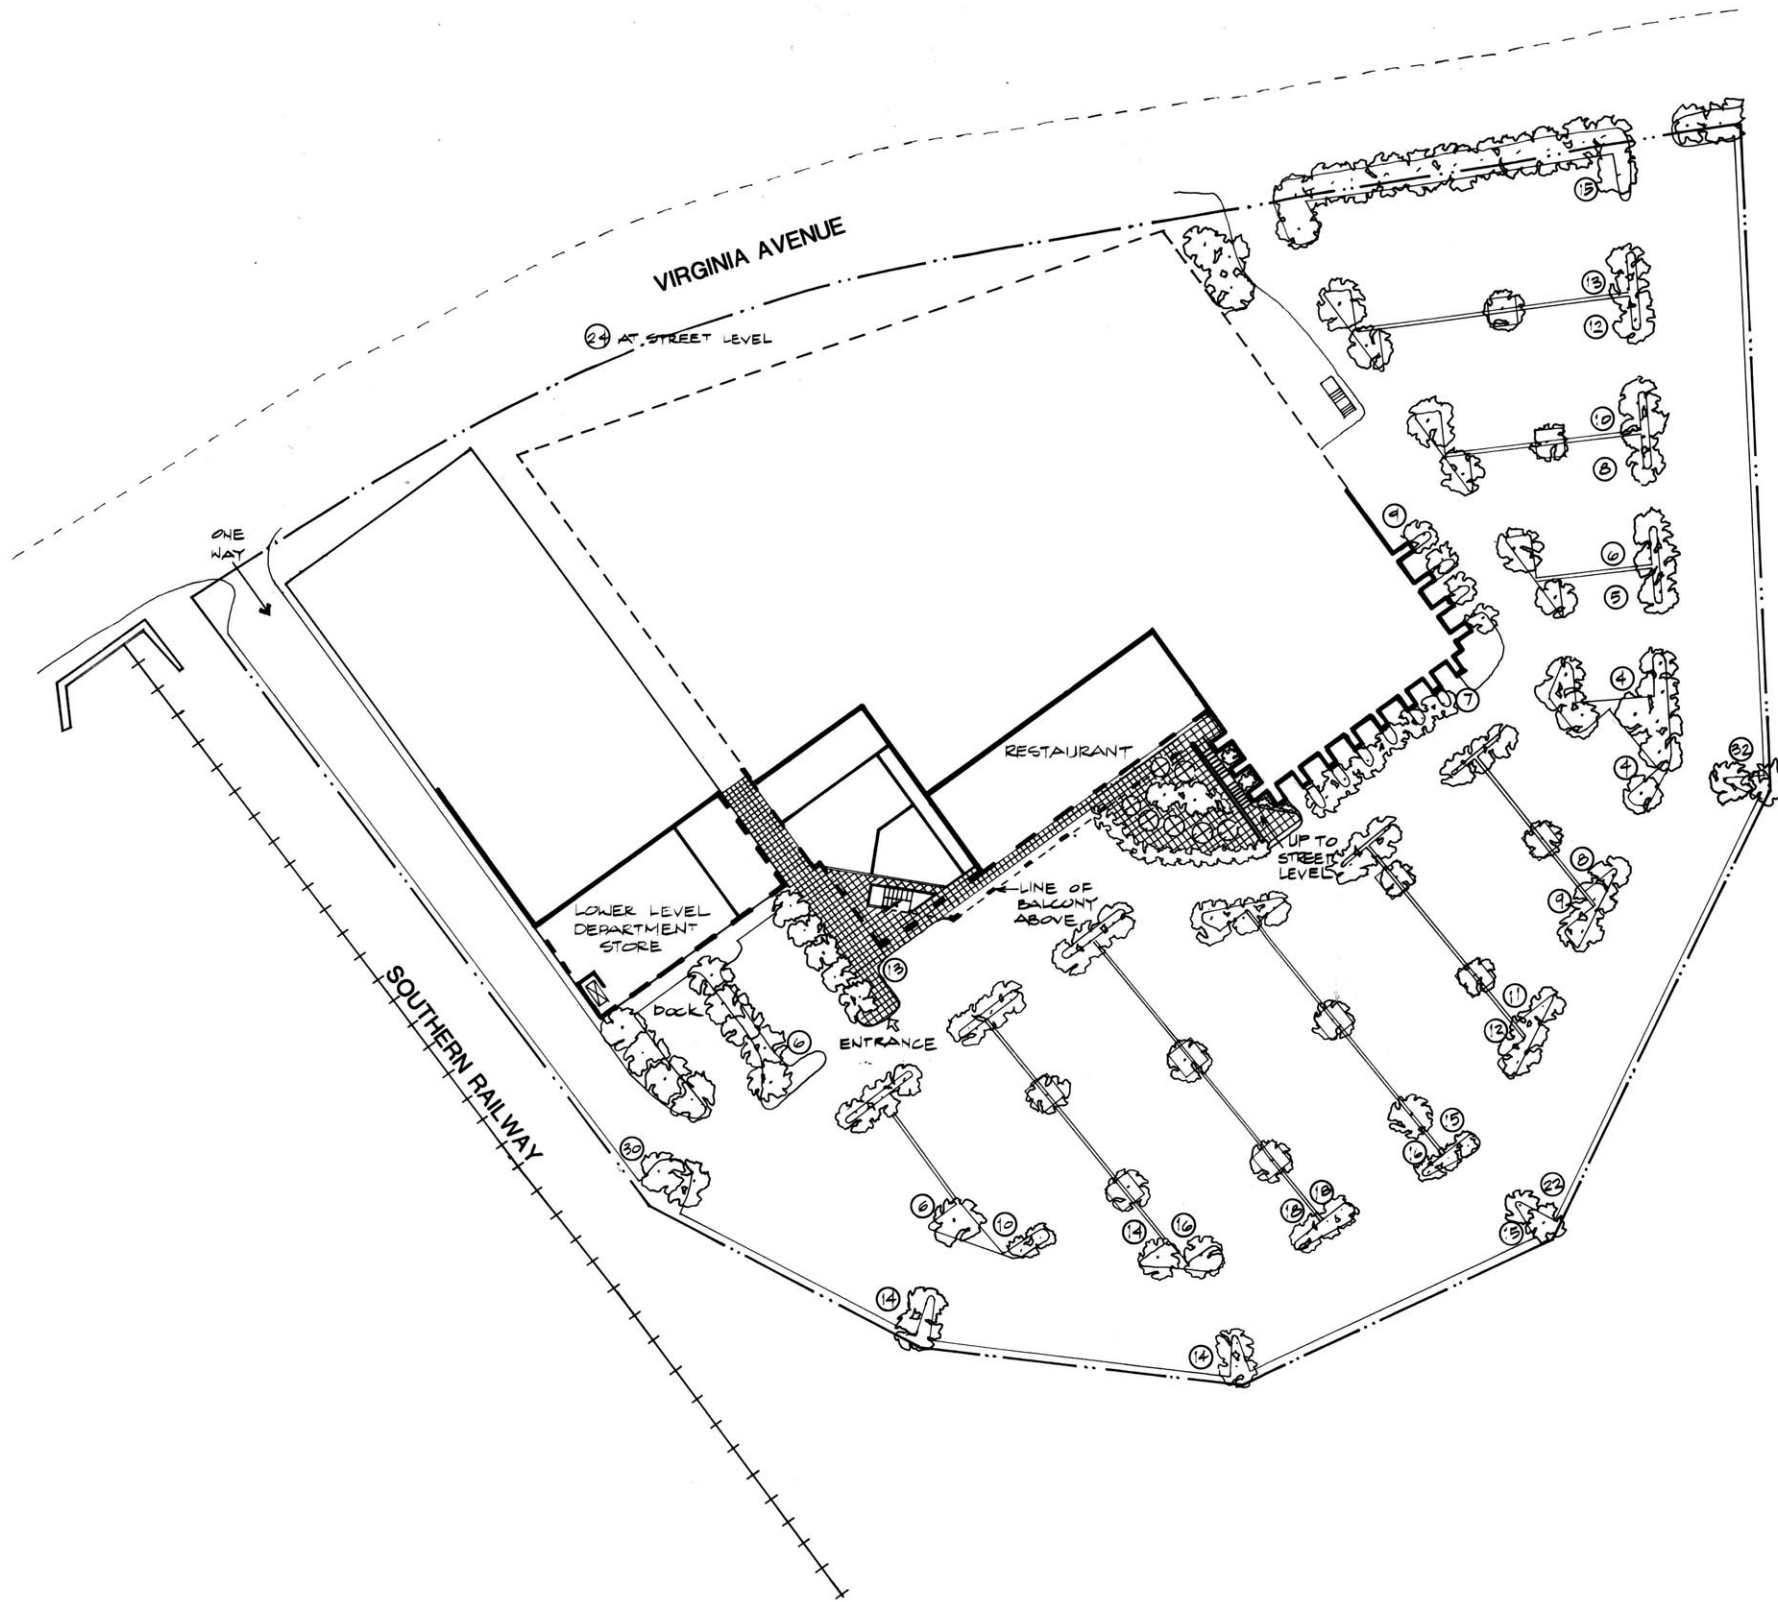 15
VIRGINIA AVENUE
13
24 AT STREET LEVEL
12
10
8
9
ONE
WAY
6
5
4
7
RESTAURANT
32
4
UP TO
STREET
LEVEL
8
LINE OF
BALCONY
ABOVE
9
LOWER LEVEL
DEPARTMENT
STORE
13
SOUTHERN RAILWAY
DOCK
11
12
6
ENTRANCE
15
30
16
22
18
18
6
10
14
16
15
14
14